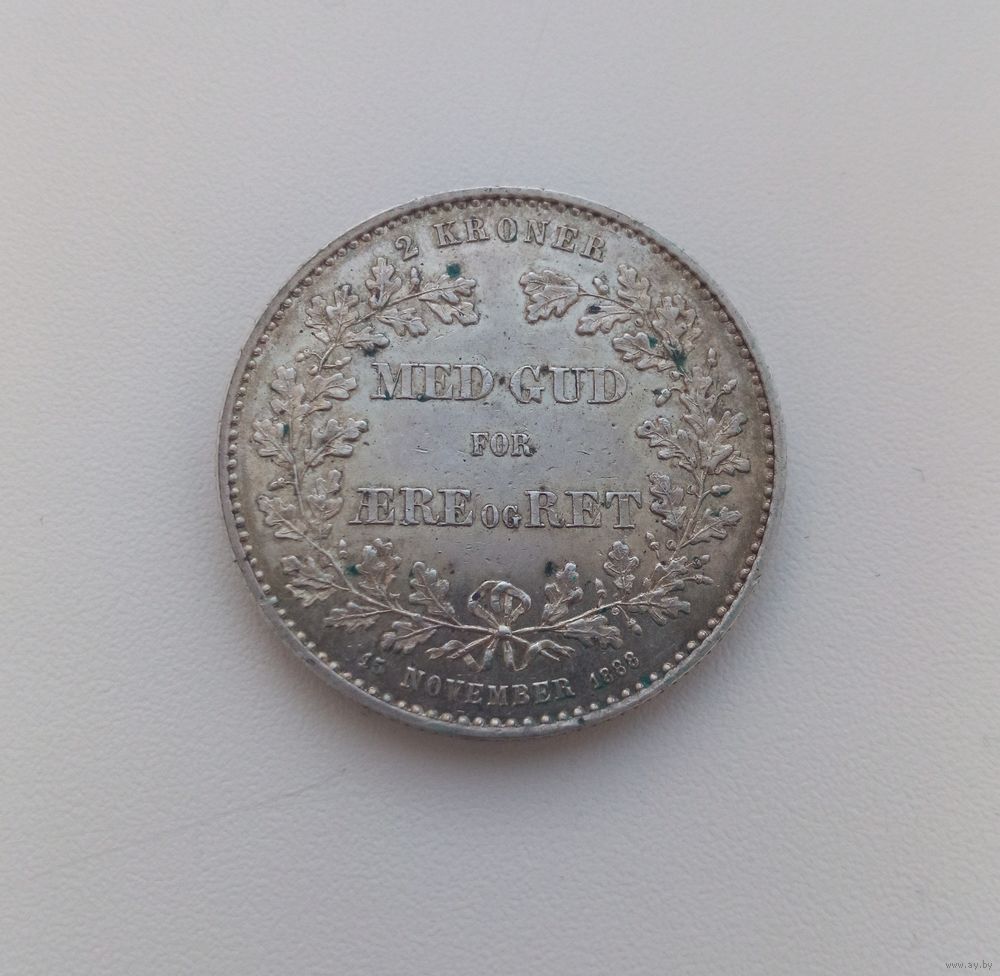 2 KRONER
MED GUD
FOR
ÆRE OG RET
15 NOVEMBER 1888
www.ay.by